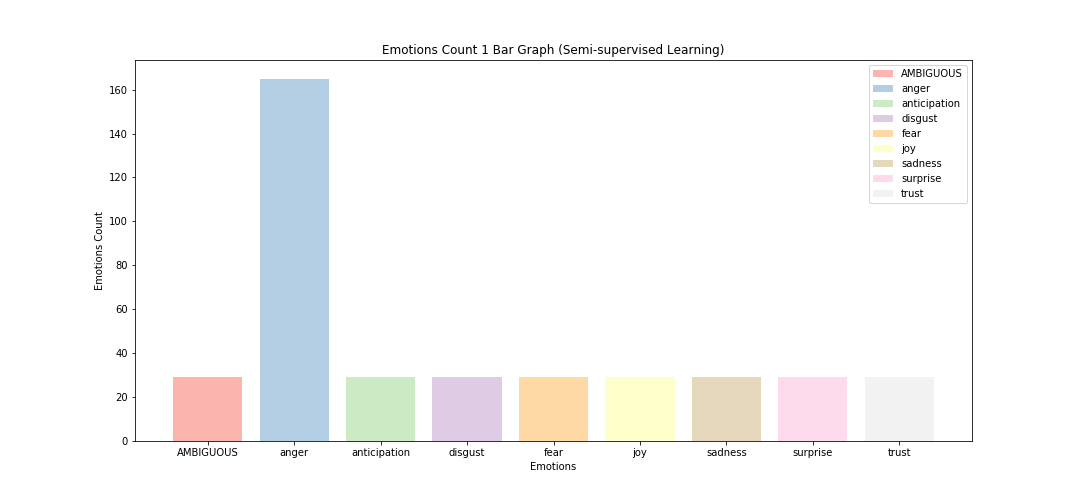 Emotions Count 1 Bar Graph (Semi-supervised Learning)
AMBIGUOUS
anger
anticipation
disgust
fear
joy
sadness
surprise
trust
160
140
120
100
80
60
40
20
0
Emotions Count
AMBIGUOUS anger anticipation disgust fear joy sadness surprise trust
Emotions